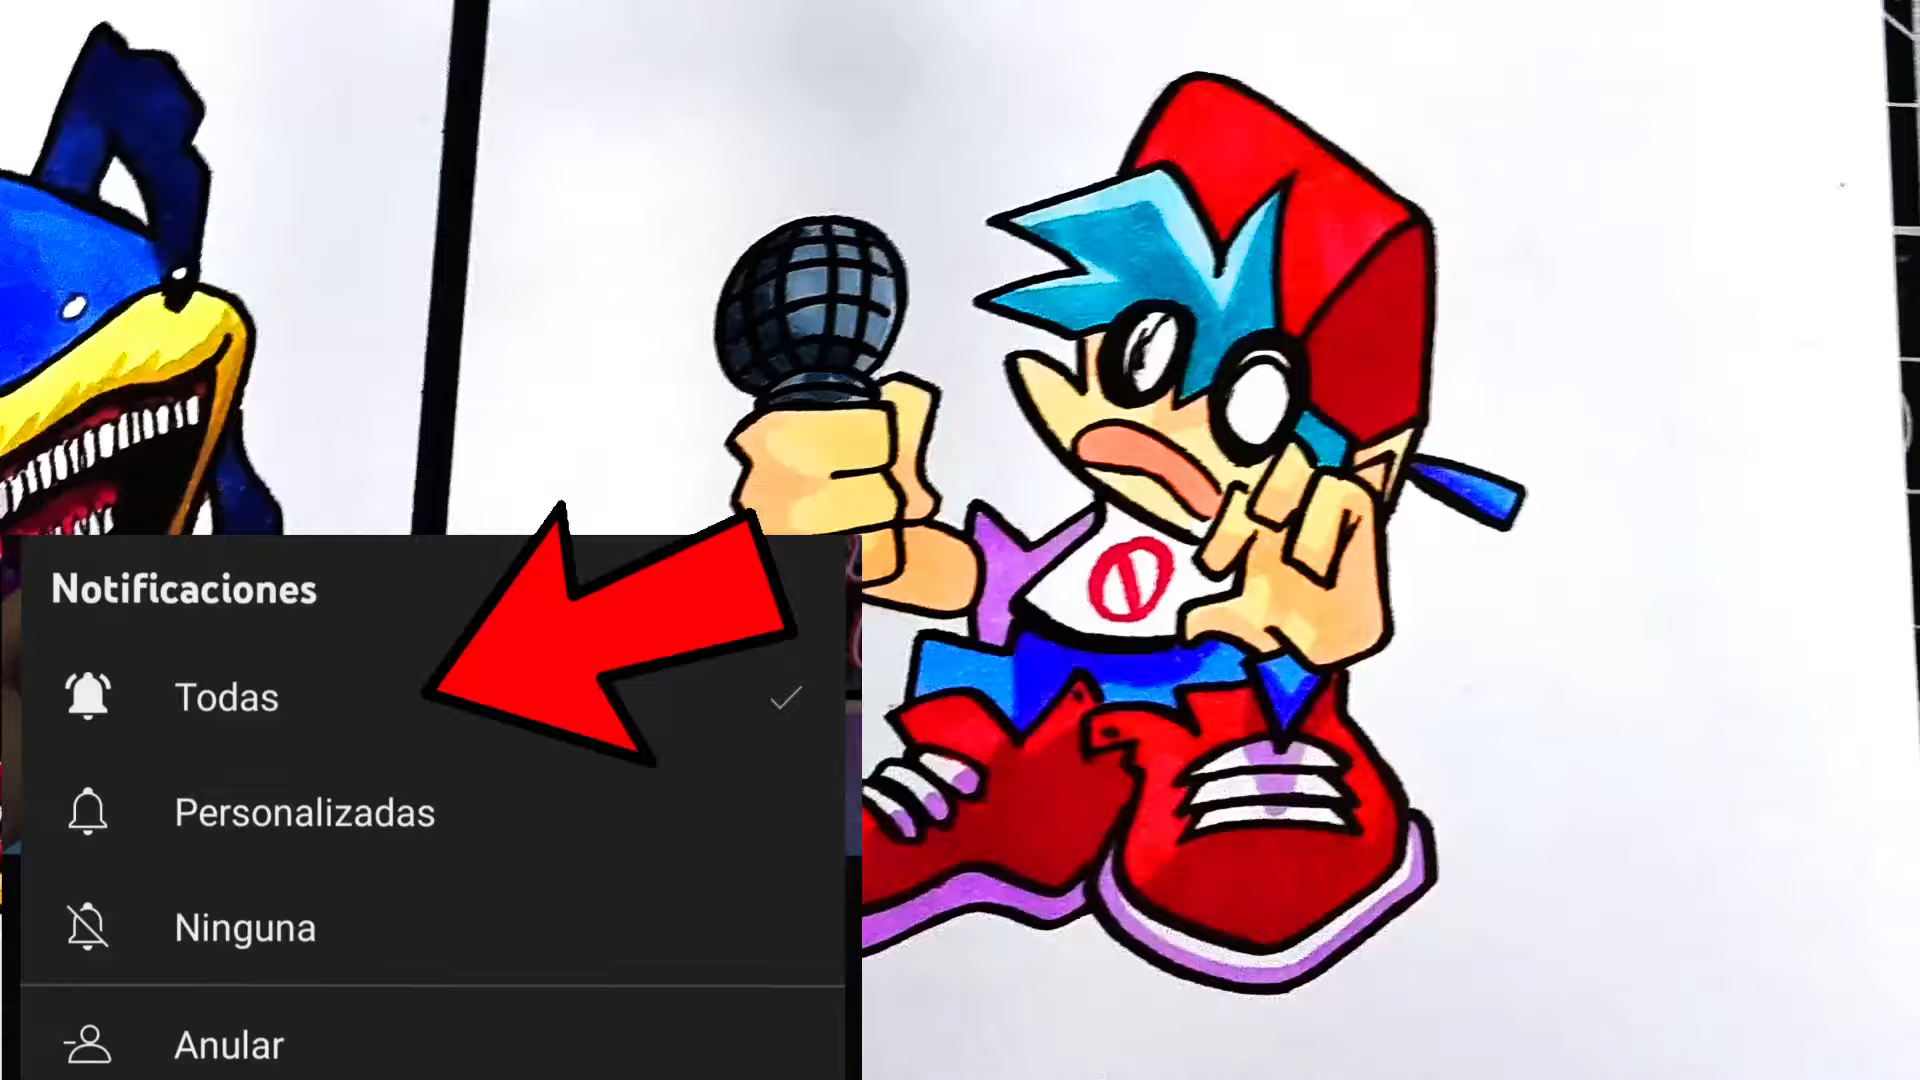 Notificaciones
Todas
Personalizadas
Ninguna
Anular